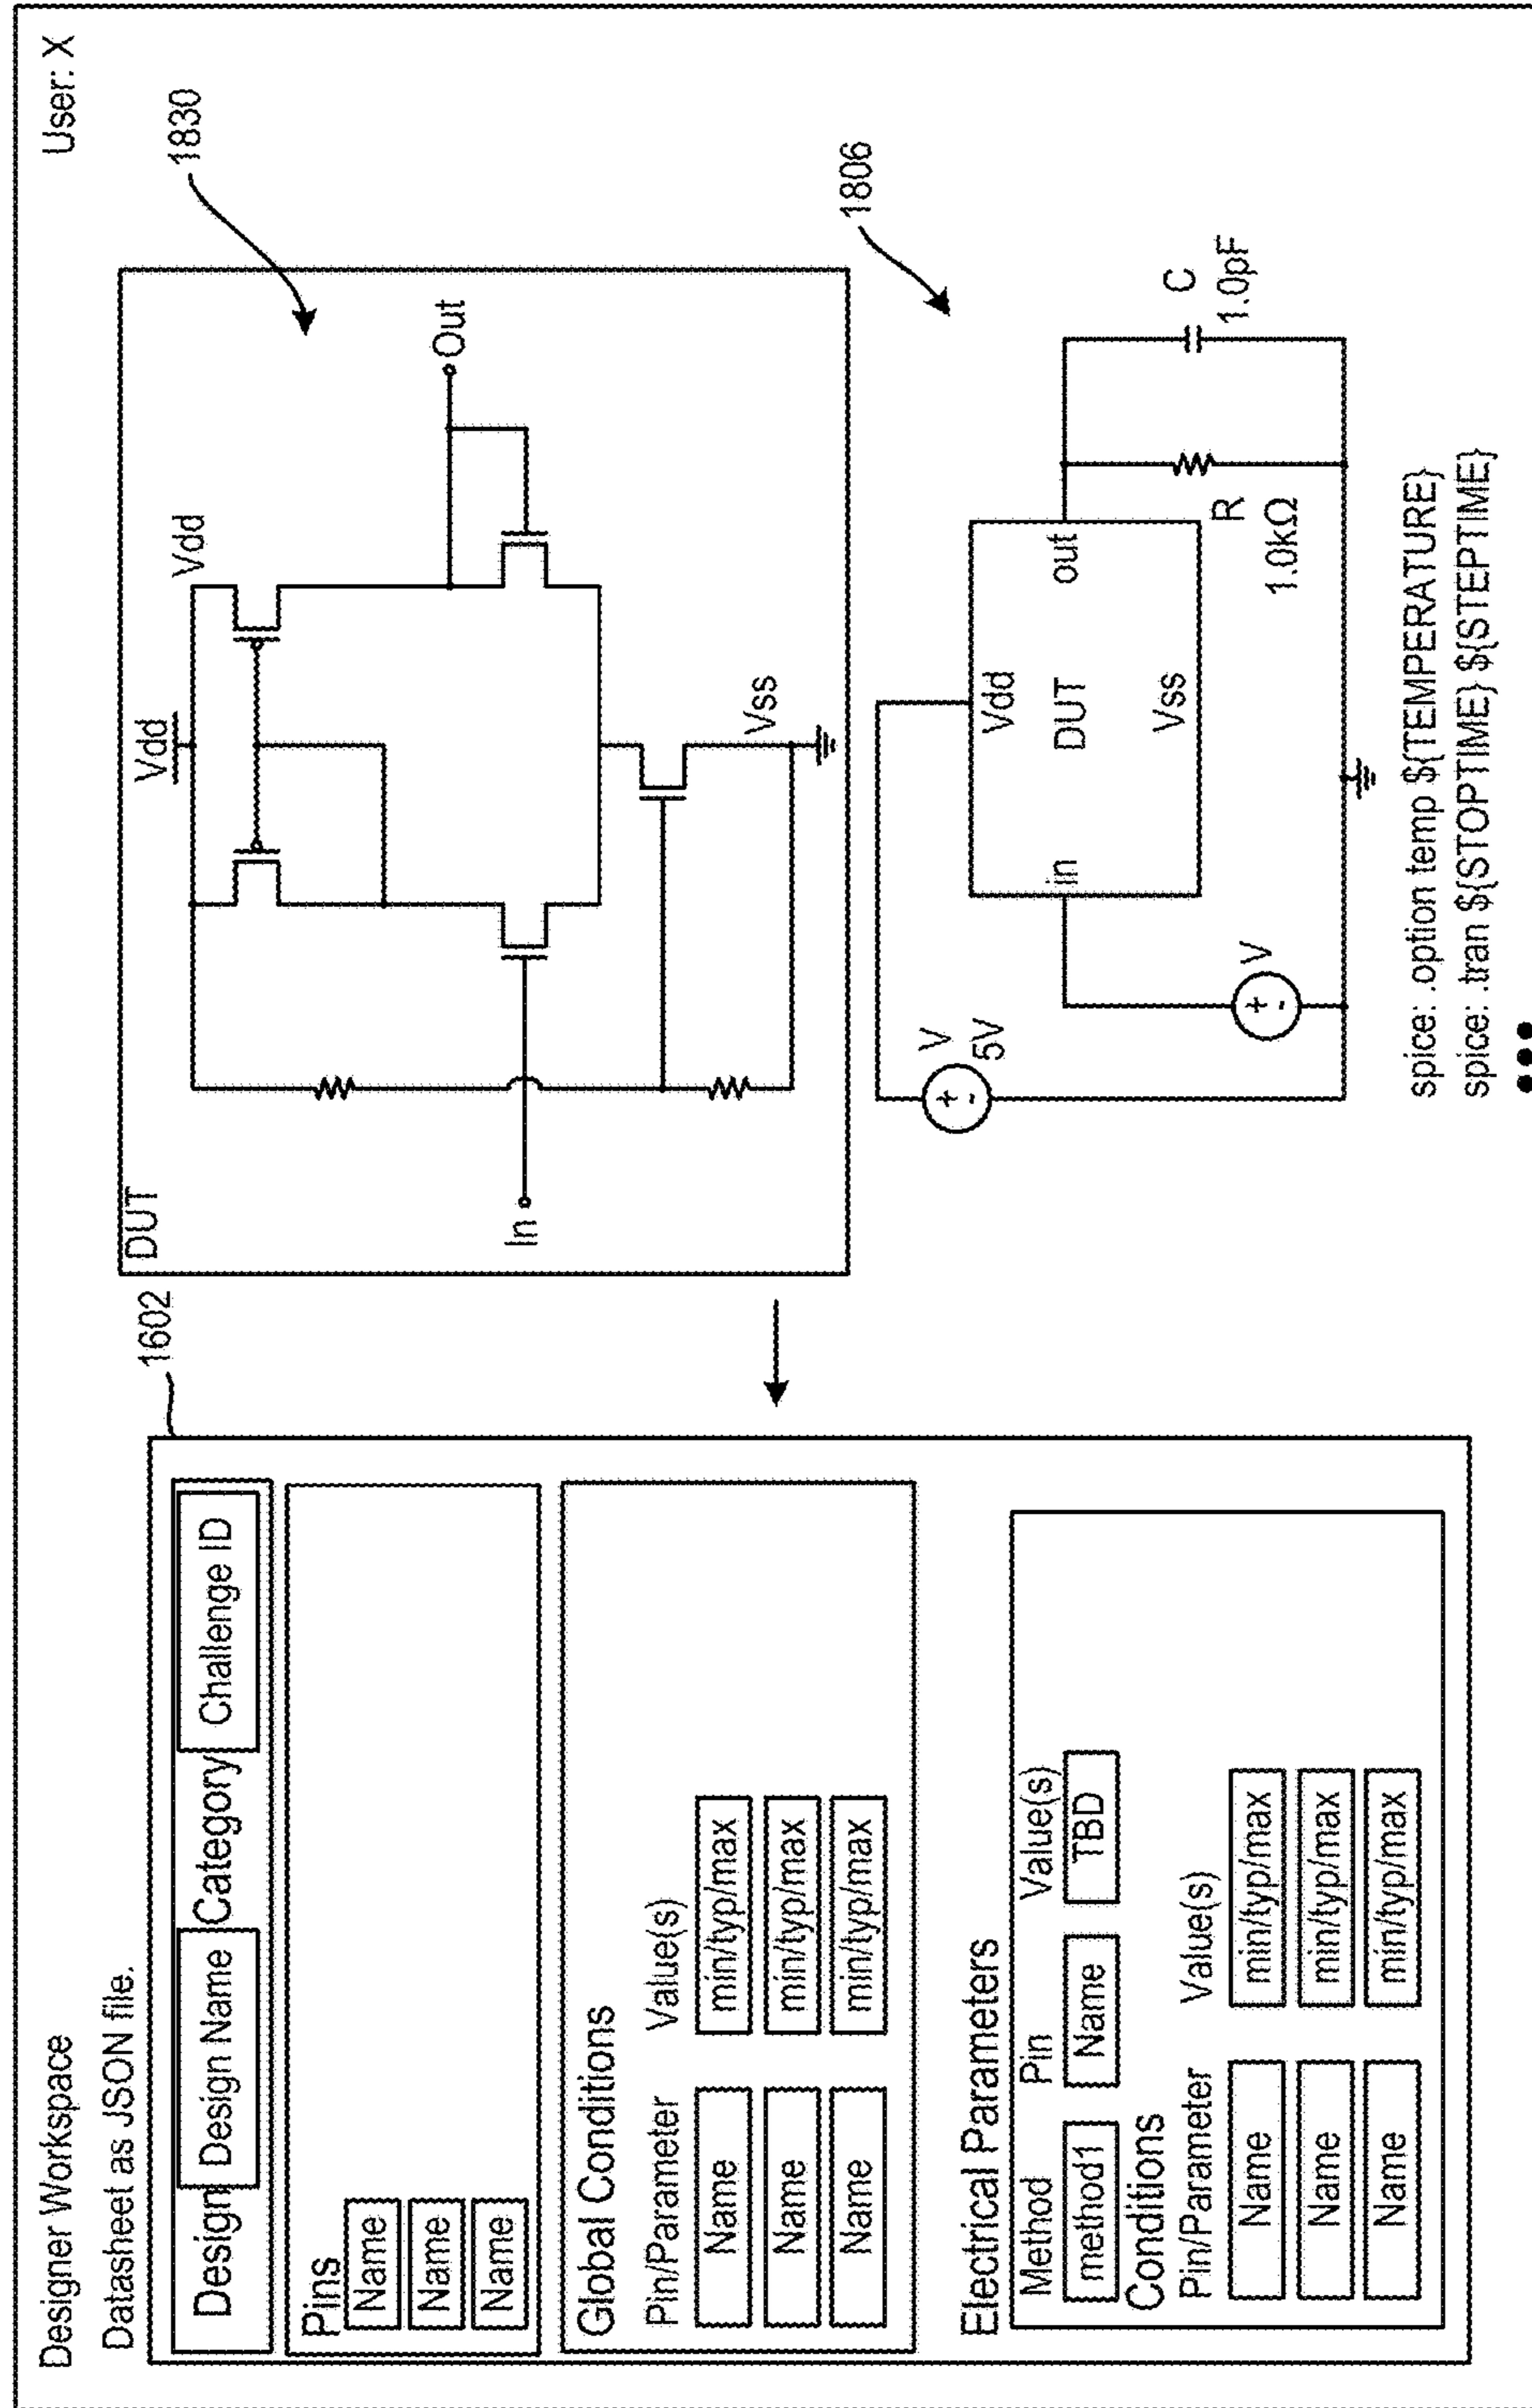 Designer Workspace
User: X
Datasheet as JSON file.
1602
Design Design Name Category Challenge ID
Pins
Name
Name
Name
Global Conditions
Pin/Parameter Value(s)
Name min/typ/max
Name min/typ/max
Name min/typ/max
Electrical Parameters
Method Pin Value(s)
method1 Name TBD
Conditions
Pin/Parameter Value(s)
Name min/typ/max
Name min/typ/max
Name min/typ/max
DUT
1830
Vdd
Vdd
Out
In
Vss
1806
V
5V
Vdd
in
DUT
out
Vss
V
R
1.0kΩ
C
1.0pF
+
-
+
-
spice: .option temp ${TEMPERATURE}
spice: .tran ${STOPTIME} ${STEPTIME}